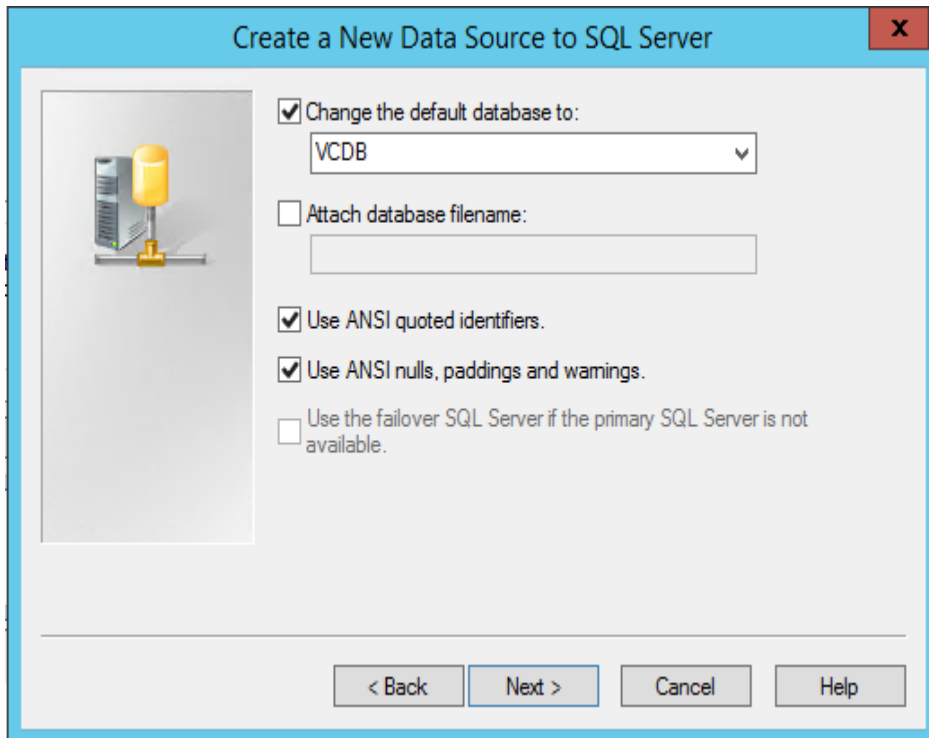 Create a New Data Source to SQL Server
x
Change the default database to:
VCDB
Attach database filename:
Use ANSI quoted identifiers.
Use ANSI nulls, paddings and warnings.
Use the failover SQL Server if the primary SQL Server is not
available.
< Back
Next >
Cancel
Help